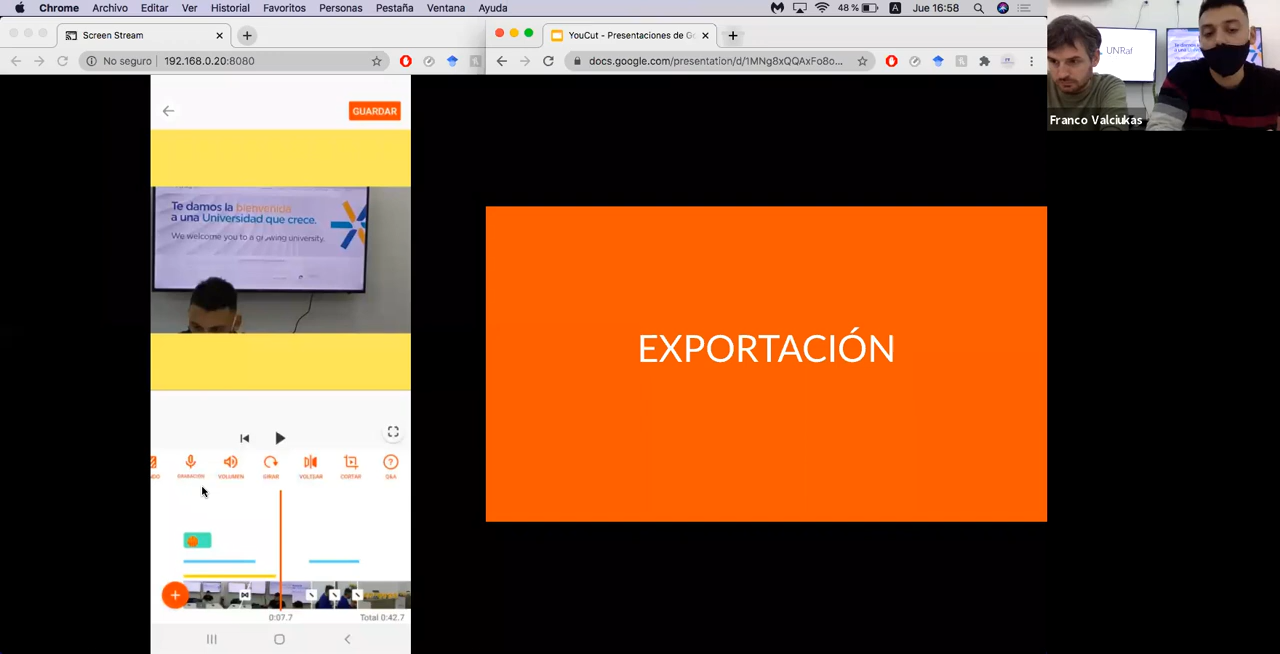 Chrome Archivo Editar Ver Historial Favoritos Personas Pestaña Ventana Ayuda
48 % A Jue 16:58
Screen Stream
YouCut - Presentaciones de Go
No seguro 192.168.0.20:8080
docs.google.com/presentation/d/1MNg8xQQAxFo8o...
UNRaf
Franco Valciukas
GUARDAR
Te damos la bienvenida
a una Universidad que crece.
We welcome you to a growing university.
EXPORTACIÓN
GRABACIÓN VOLUMEN GIRAR VOLTEAR CORTAR Q&A
0:07.7 Total 0:42.7